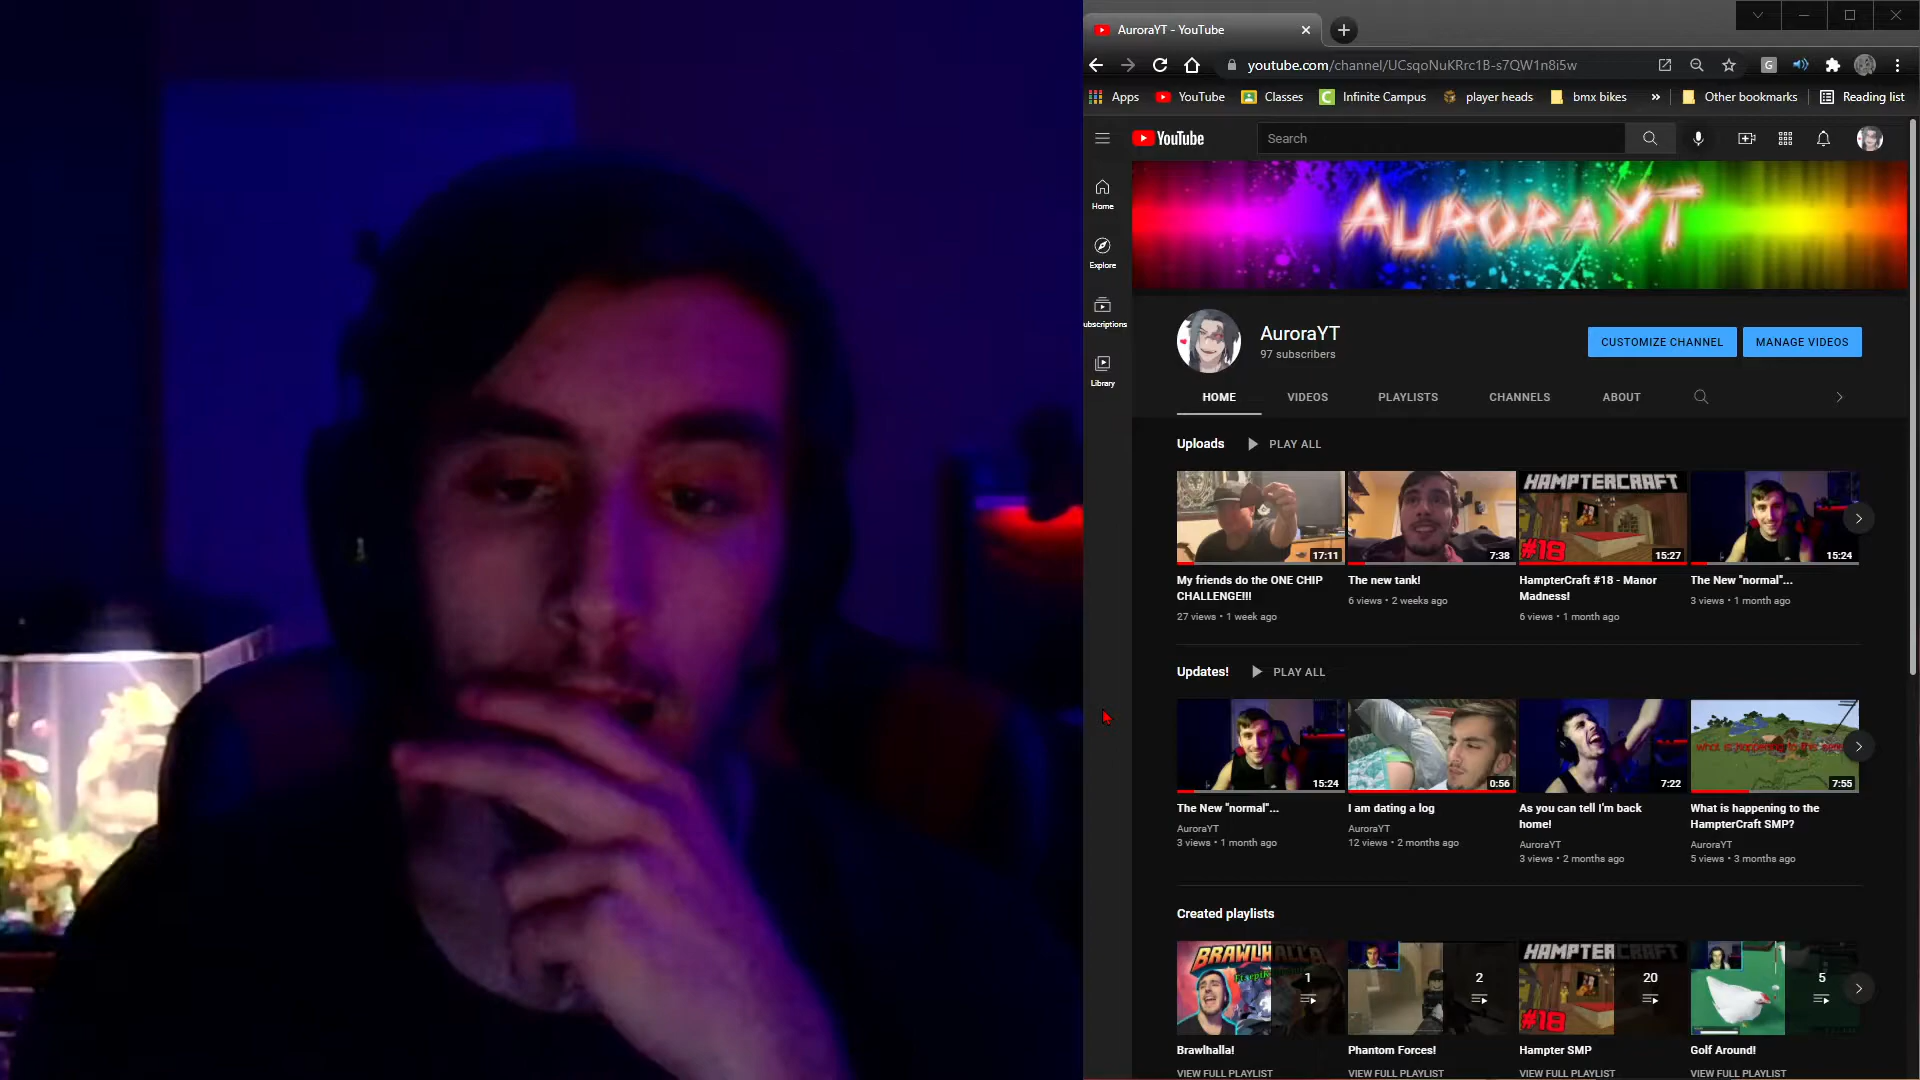 AuroraYT - YouTube
youtube.com/channel/UCsqoNuKRrc1B-s7QW1n8i5w
Apps YouTube Classes Infinite Campus player heads bmx bikes » Other bookmarks Reading list
YouTube Search
AURORAYT
Home
Explore
ubscriptions
Library
AuroraYT
97 subscribers
CUSTOMIZE CHANNEL MANAGE VIDEOS
HOME VIDEOS PLAYLISTS CHANNELS ABOUT
Uploads PLAY ALL
HAMPTERCRAFT
#18
17:11 7:38 15:27 15:24
My friends do the ONE CHIP CHALLENGE!!!
27 views • 1 week ago
The new tank!
6 views • 2 weeks ago
HampterCraft #18 - Manor Madness!
6 views • 1 month ago
The New "normal"...
3 views • 1 month ago
Updates! PLAY ALL
what is happening to this
15:24 0:56 7:22 7:55
The New "normal"...
AuroraYT
3 views • 1 month ago
I am dating a log
AuroraYT
12 views • 2 months ago
As you can tell I'm back home!
AuroraYT
3 views • 2 months ago
What is happening to the HampterCraft SMP?
AuroraYT
5 views • 3 months ago
Created playlists
BRAWLHALLA
1
2
HAMPTERCRAFT
#18
20
5
Brawlhalla!
VIEW FULL PLAYLIST
Phantom Forces!
VIEW FULL PLAYLIST
Hampter SMP
VIEW FULL PLAYLIST
Golf Around!
VIEW FULL PLAYLIST